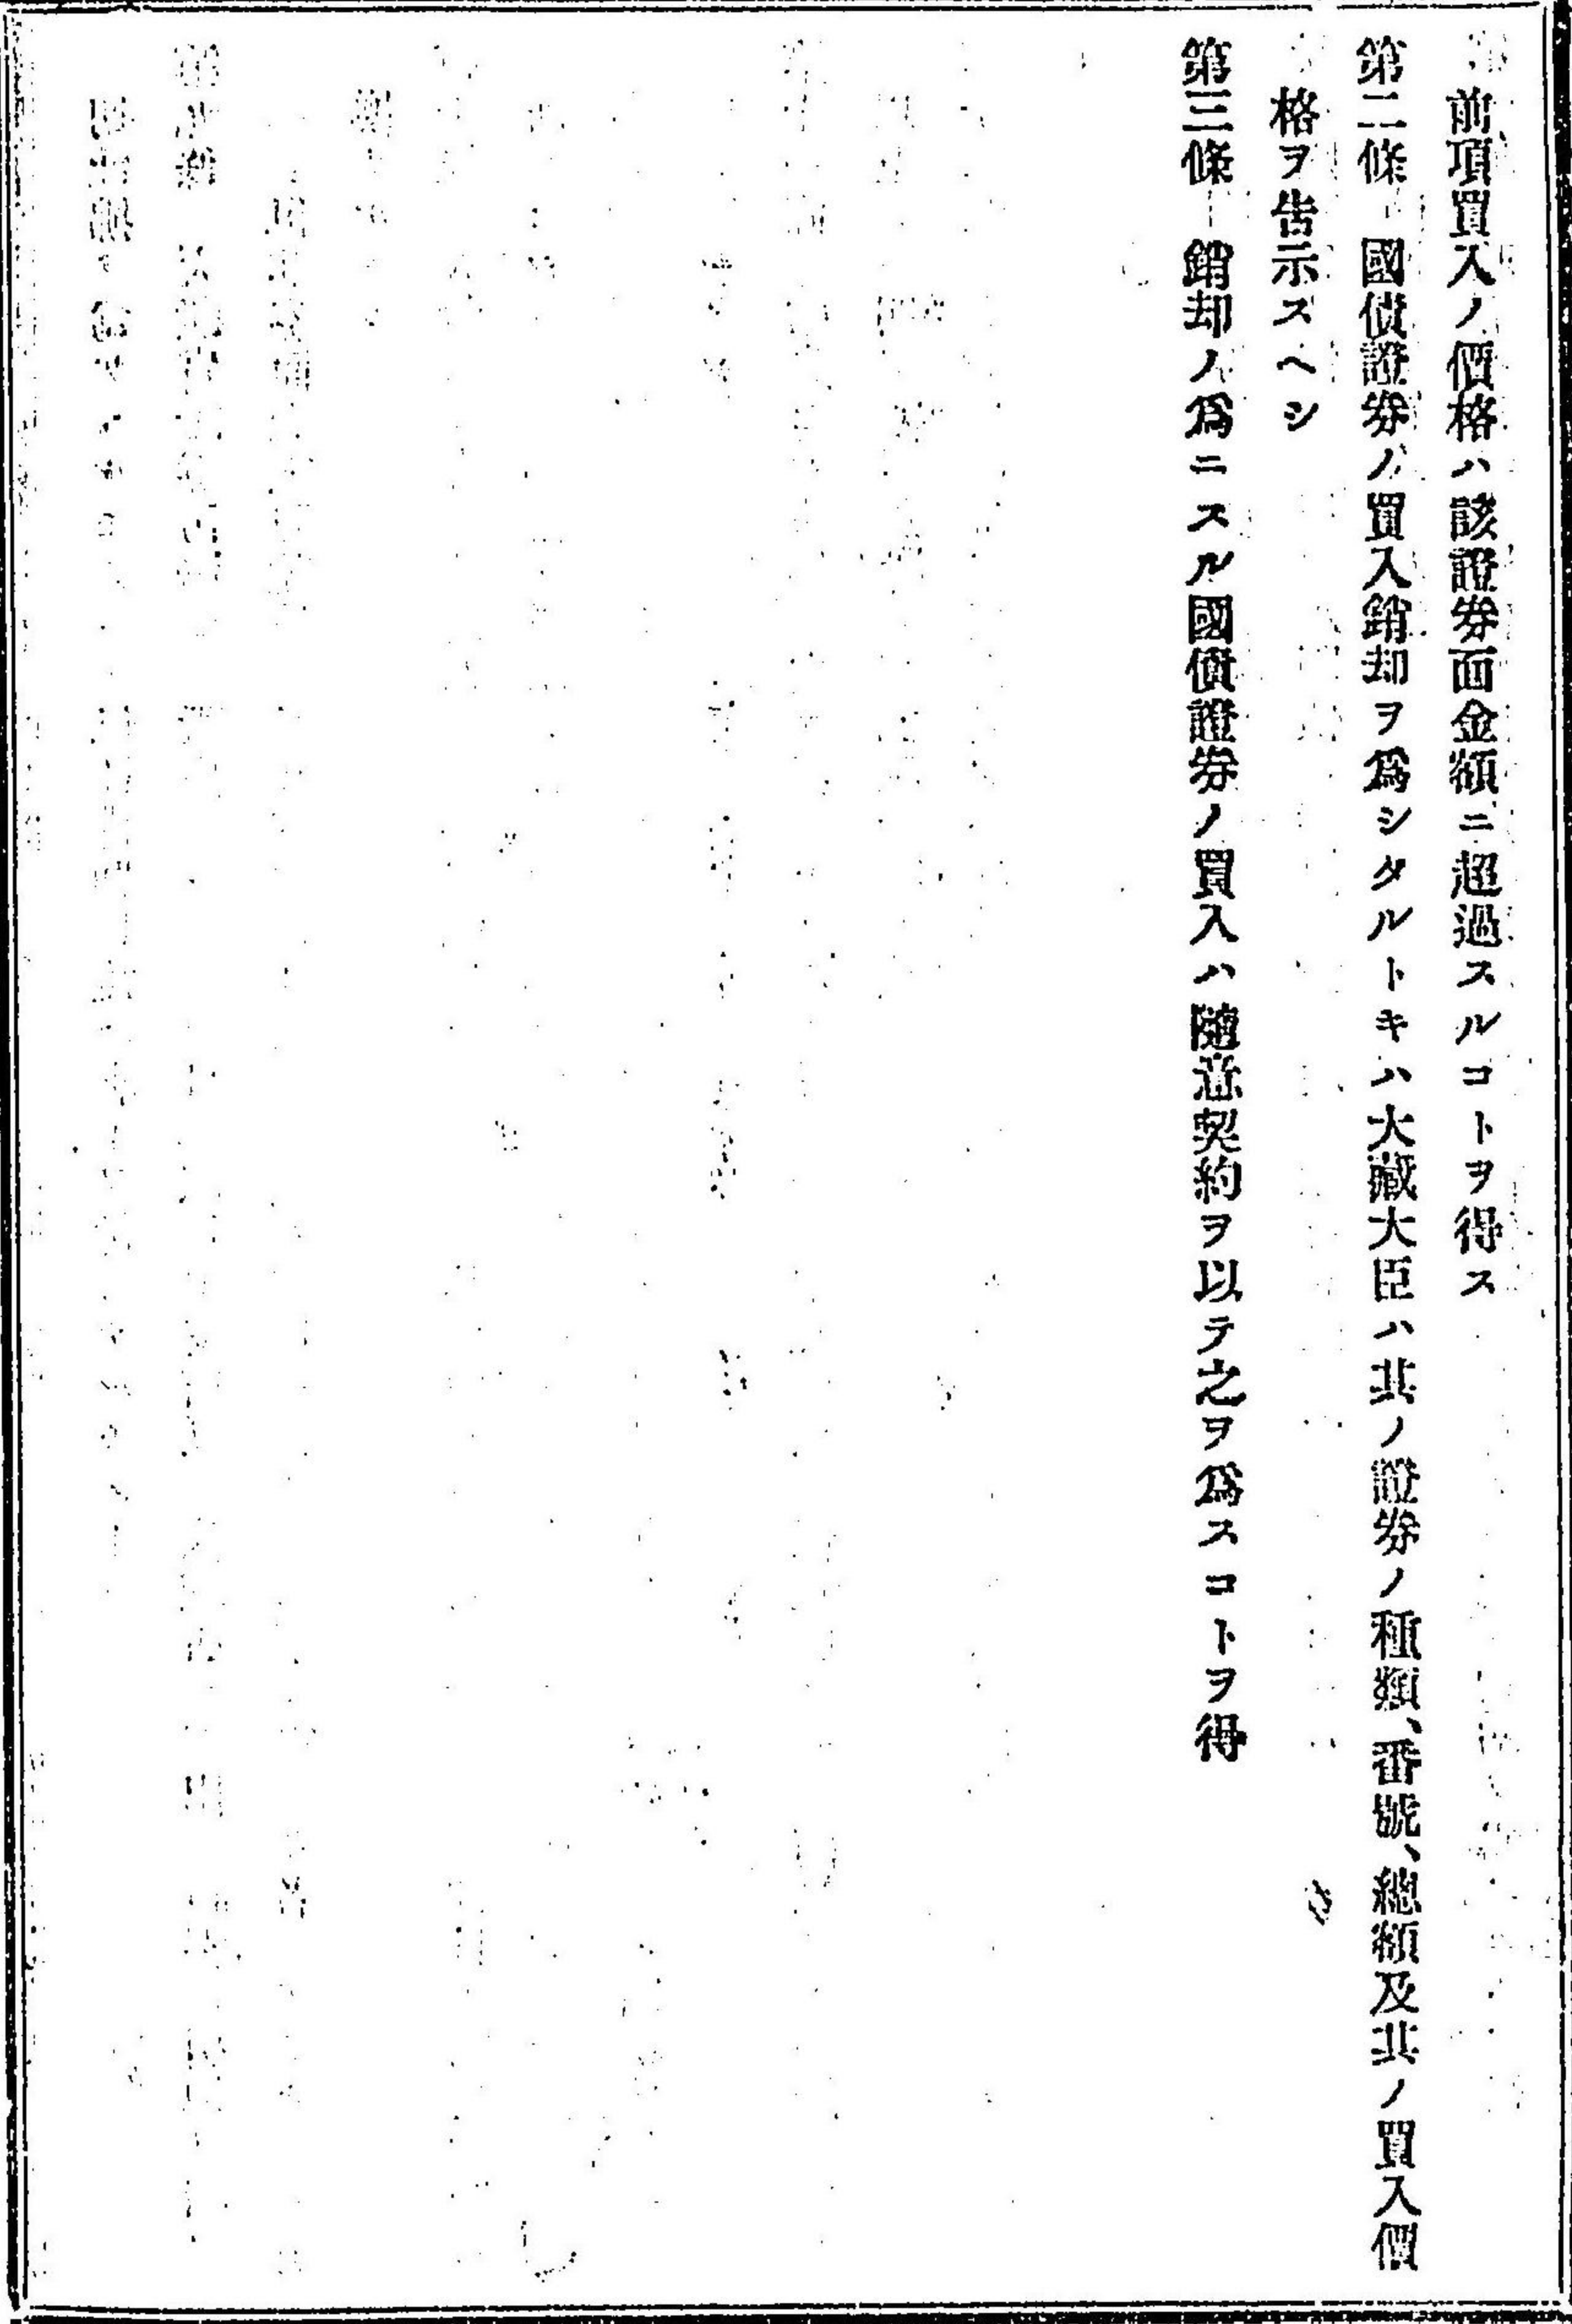 前項買入ノ價格ハ該證券面金額ニ超過スルコトヲ得ス
第二條　國債證券ノ買入銷却ヲ爲シタルトキハ大藏大臣ハ其ノ證券ノ種類、番號、總額及其ノ買入價
格ヲ告示スヘシ
第三條　銷却ノ爲ニスル國債證券ノ買入ハ隨意契約ヲ以テ之ヲ爲スコトヲ得